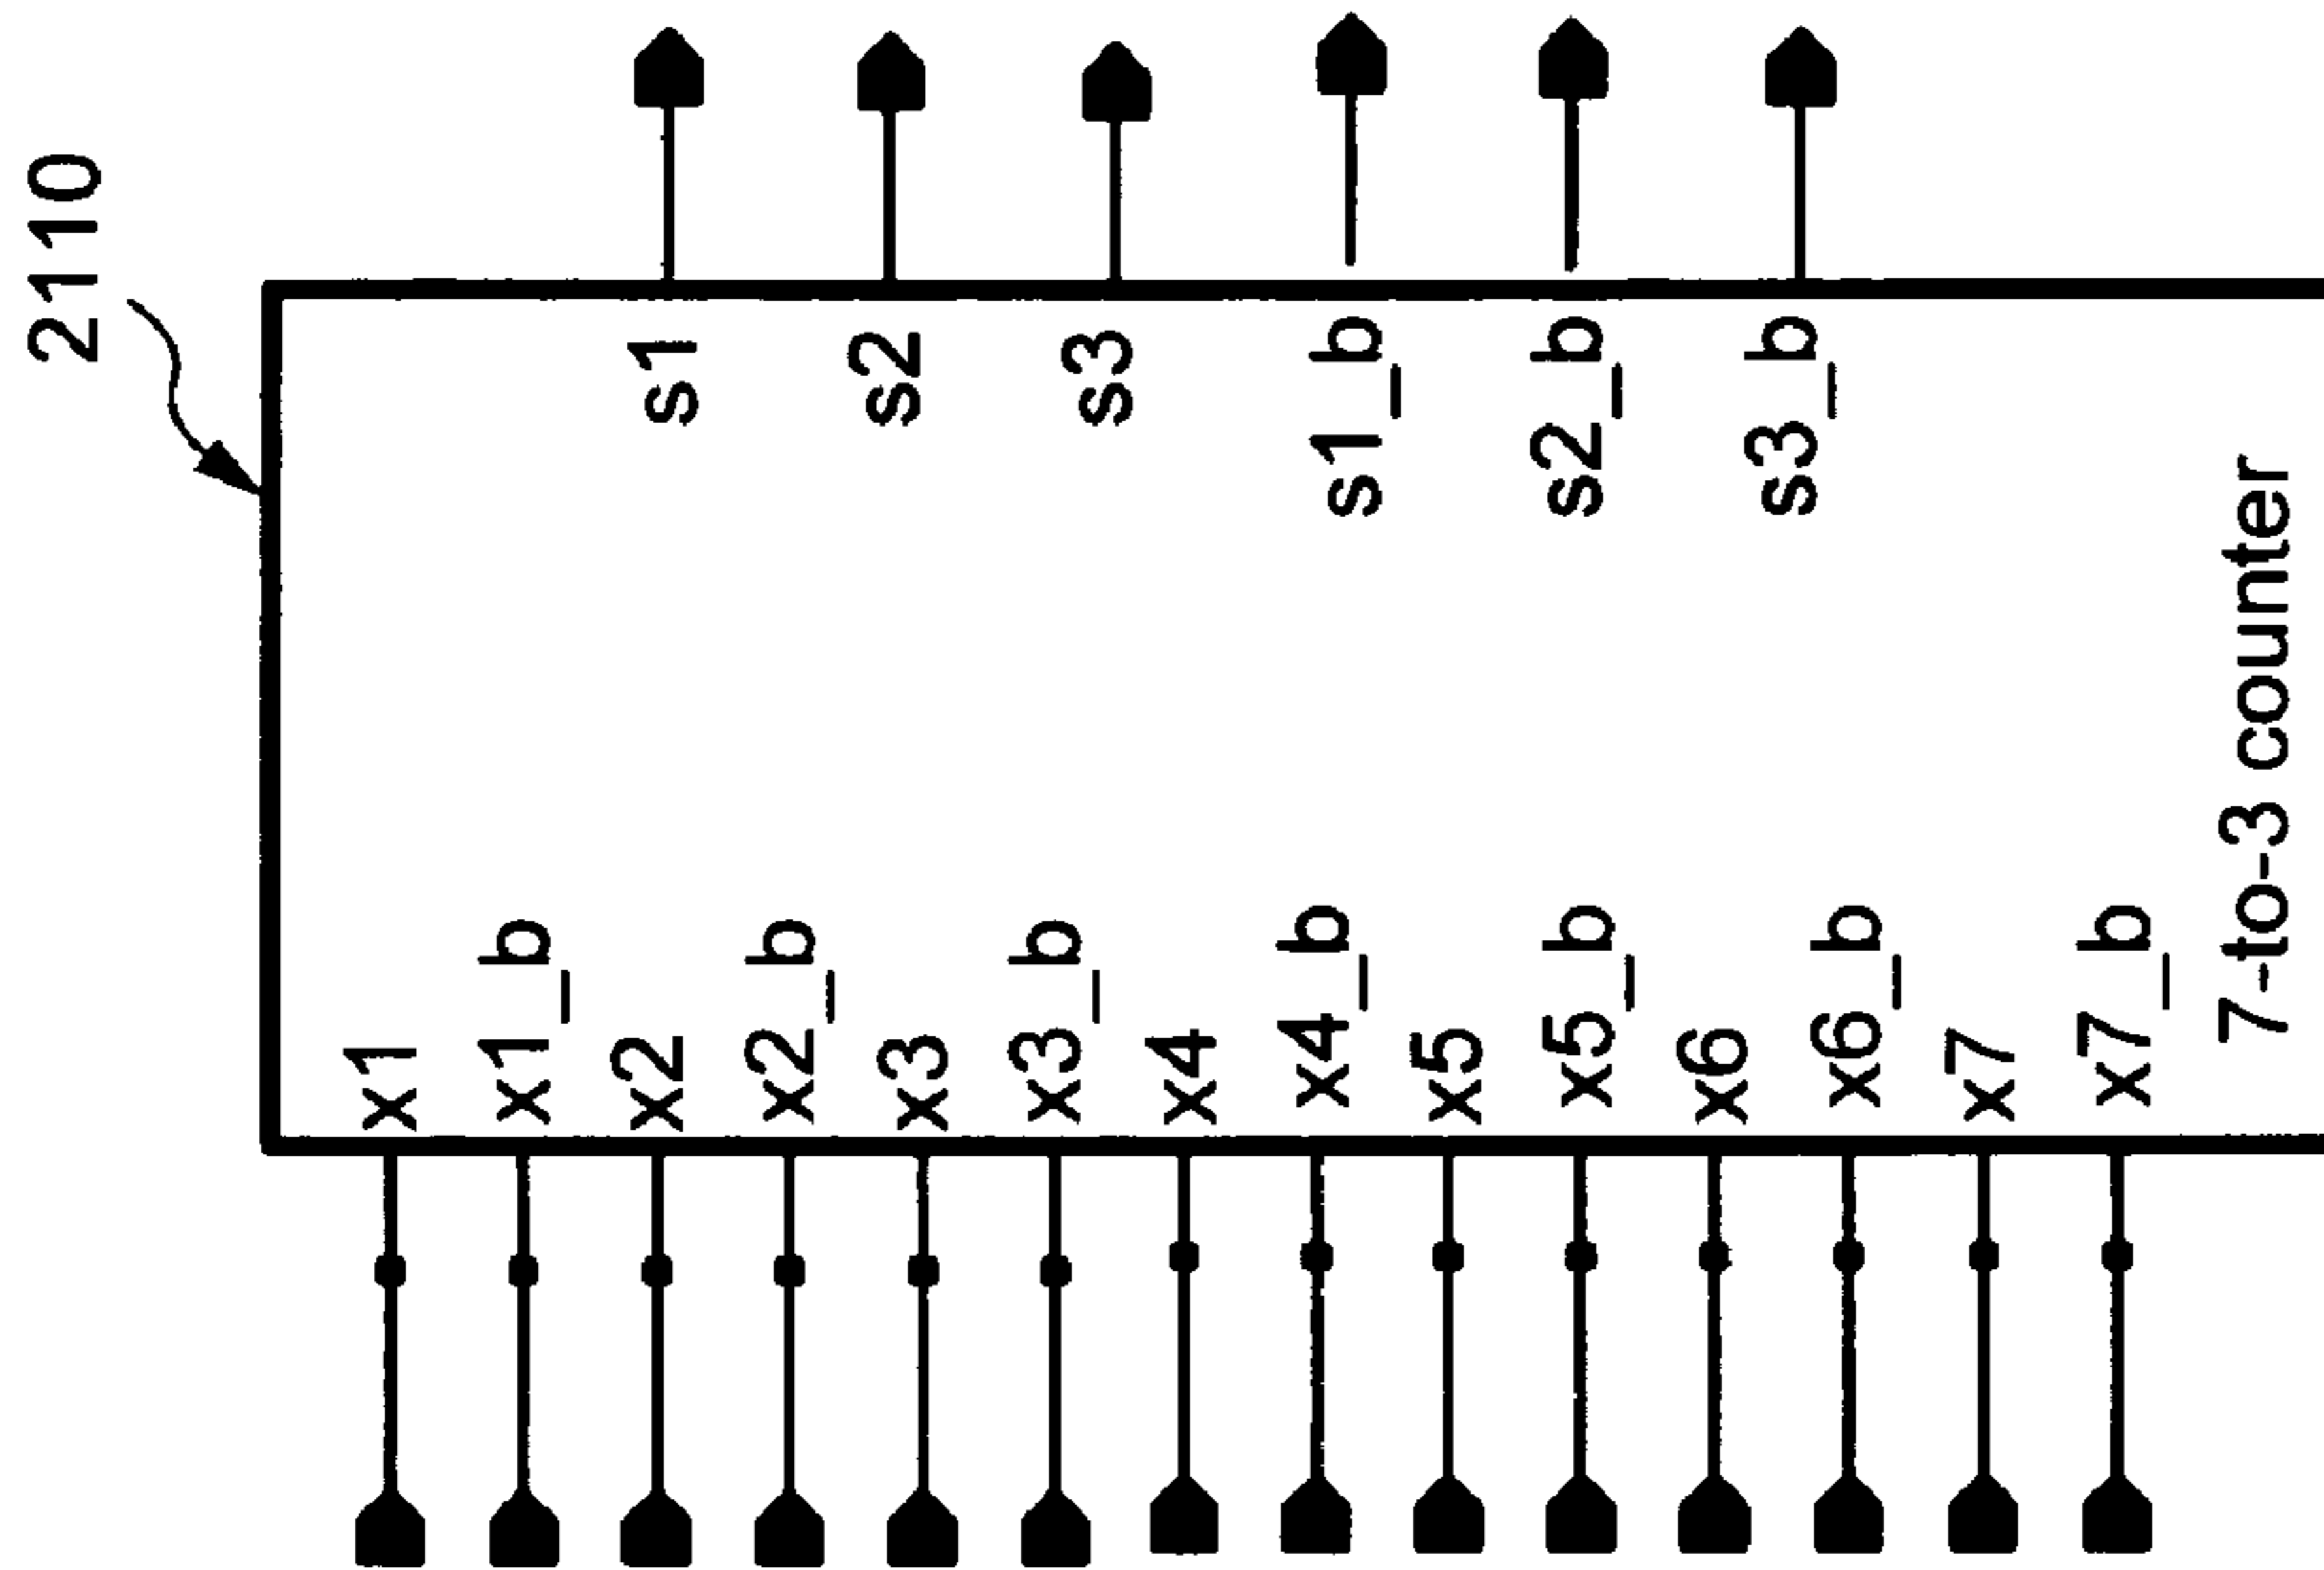 2110
x1
x1_b
x2
x2_b
x3
x3_b
x4
x4_b
x5
x5_b
x6
x6_b
x7
x7_b
s1
s2
s3
s1_b
s2_b
s3_b
7-to-3 counter